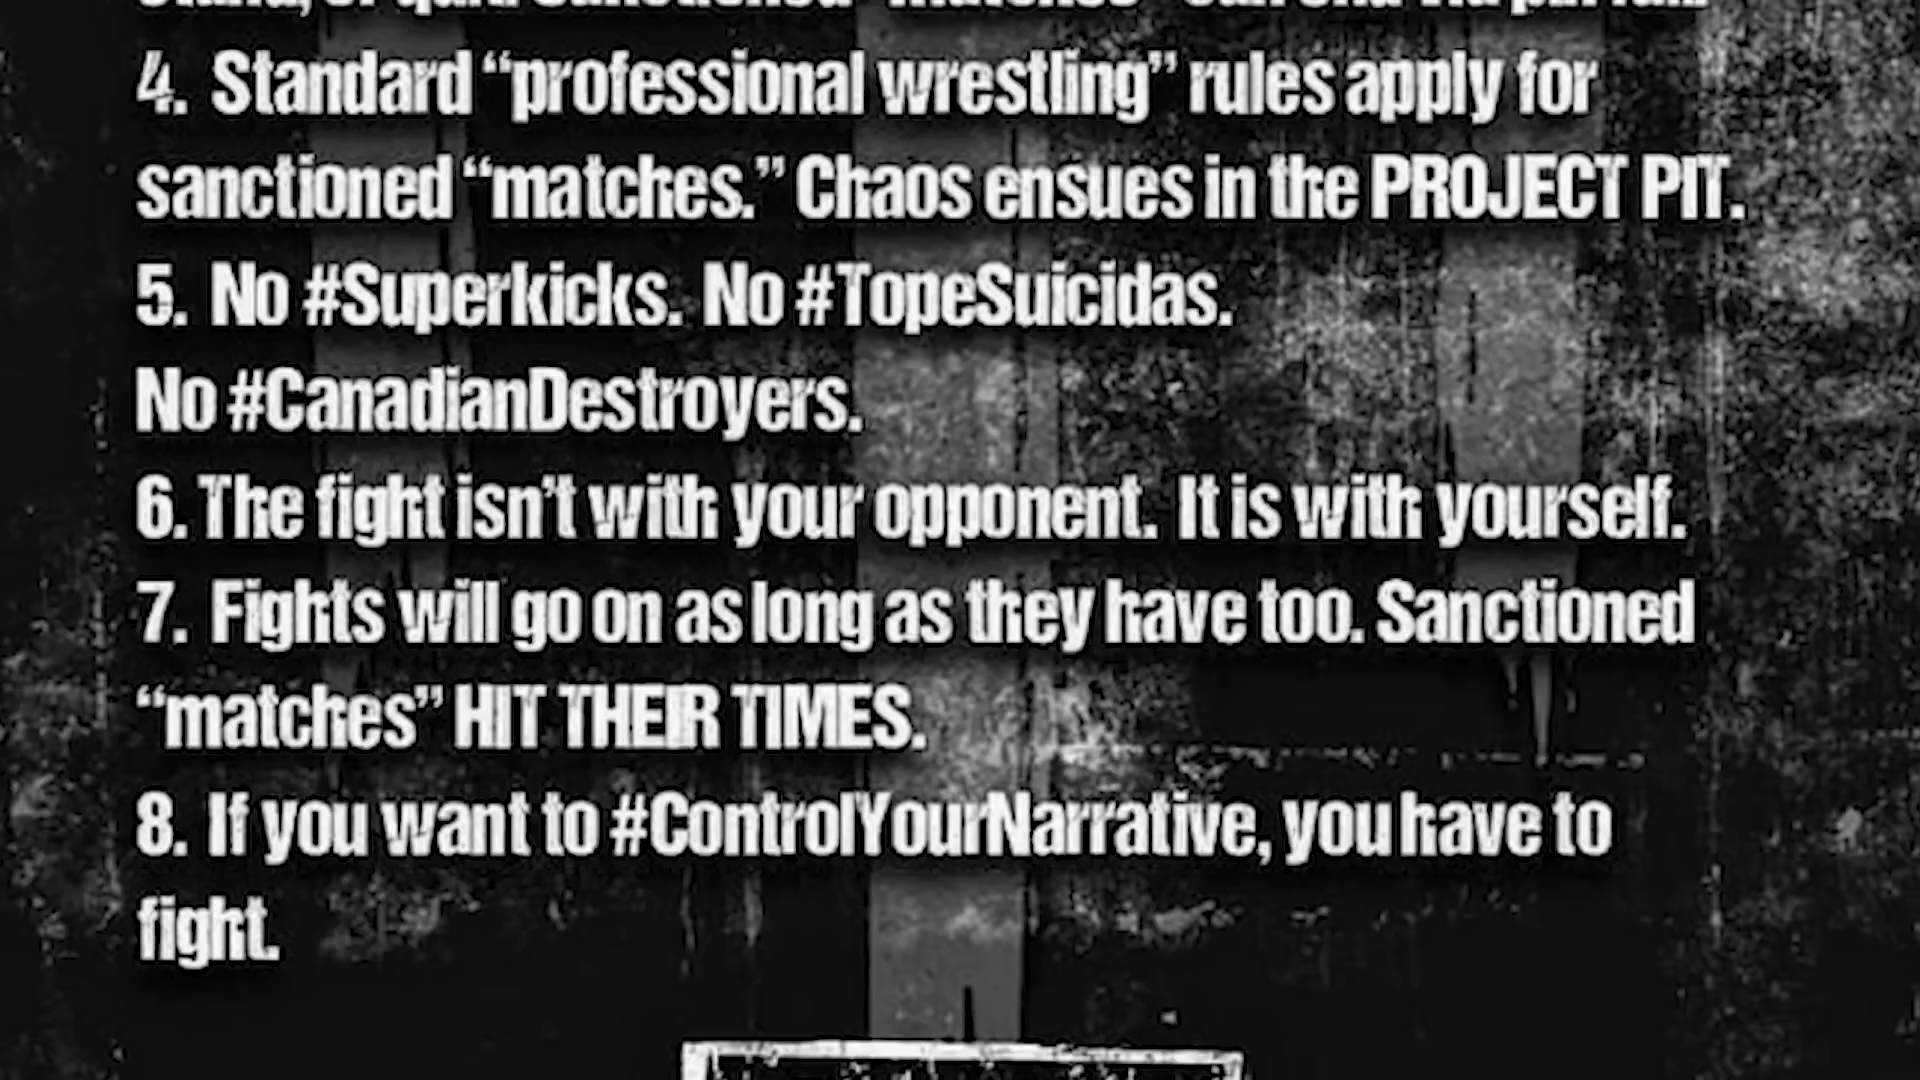 4. Standard “professional wrestling” rules apply for
sanctioned “matches.” Chaos ensues in the PROJECT PIT.
5. No #Superkicks. No #TopeSuicidas.
No #CanadianDestroyers.
6. The fight isn’t with your opponent. It is with yourself.
7. Fights will go on as long as they have too. Sanctioned
“matches” HIT THEIR TIMES.
8. If you want to #ControlYourNarrative, you have to
fight.